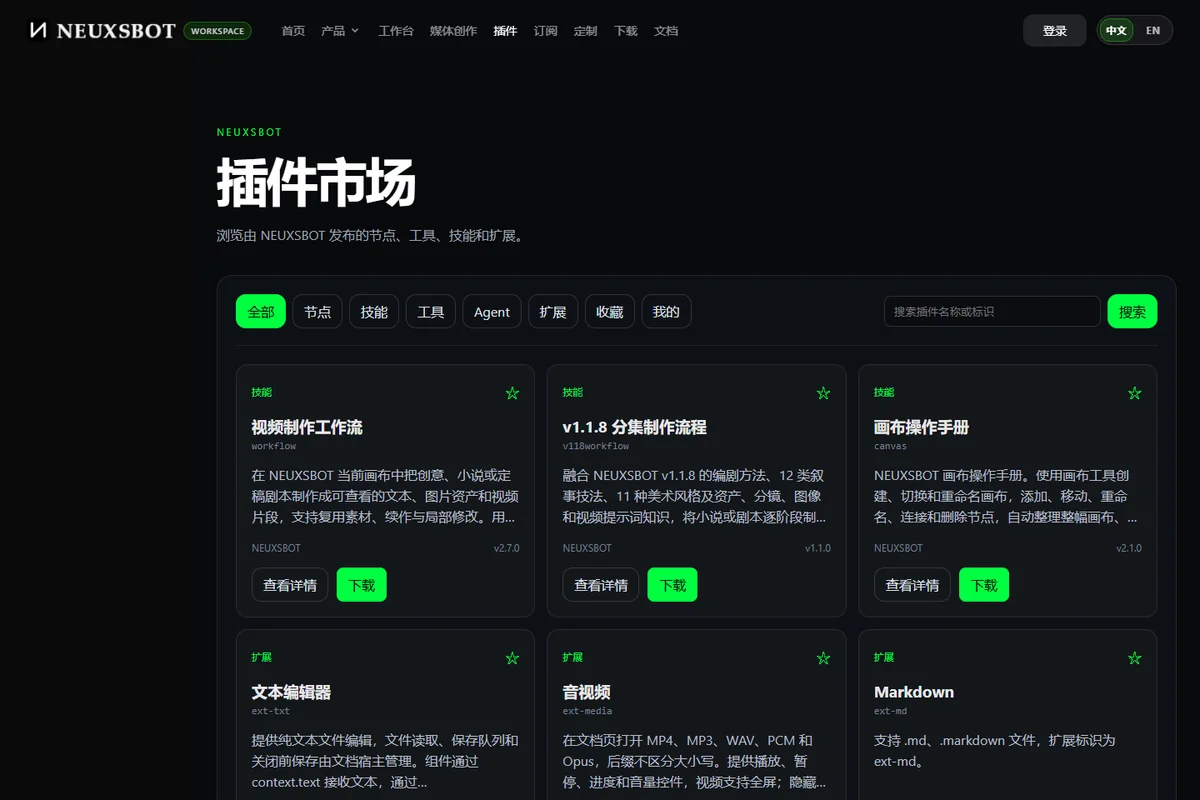 NEUXSBOT WORKSPACE 首页 产品 工作台 媒体创作 插件 订阅 定制 下载 文档 登录 中文 EN
NEUXSBOT
插件市场
浏览由 NEUXSBOT 发布的节点、工具、技能和扩展。
全部 节点 技能 工具 Agent 扩展 收藏 我的 搜索插件名称或标识 搜索
技能
视频制作工作流
workflow
在 NEUXSBOT 当前画布中把创意、小说或定
稿剧本制作成可查看的文本、图片资产和视频
片段，支持复用素材、续作与局部修改。用...
NEUXSBOT v2.7.0
查看详情 下载
技能
v1.1.8 分集制作流程
v118workflow
融合 NEUXSBOT v1.1.8 的编剧方法、12 类叙
事技法、11 种美术风格及资产、分镜、图像
和视频提示词知识，将小说或剧本逐阶段制...
NEUXSBOT v1.1.0
查看详情 下载
技能
画布操作手册
canvas
NEUXSBOT 画布操作手册。使用画布工具创
建、切换和重命名画布，添加、移动、重命
名、连接和删除节点，自动整理整幅画布、...
NEUXSBOT v2.1.0
查看详情 下载
扩展
文本编辑器
ext-txt
提供纯文本文件编辑，文件读取、保存队列和
关闭前保存由文档宿主管理。组件通过
context.text 接收文本，通过...
扩展
音视频
ext-media
在文档页打开 MP4、MP3、WAV、PCM 和
Opus，后缀不区分大小写。提供播放、暂
停、进度和音量控件，视频支持全屏；隐藏...
扩展
Markdown
ext-md
支持 .md、.markdown 文件，扩展标识为
ext-md。